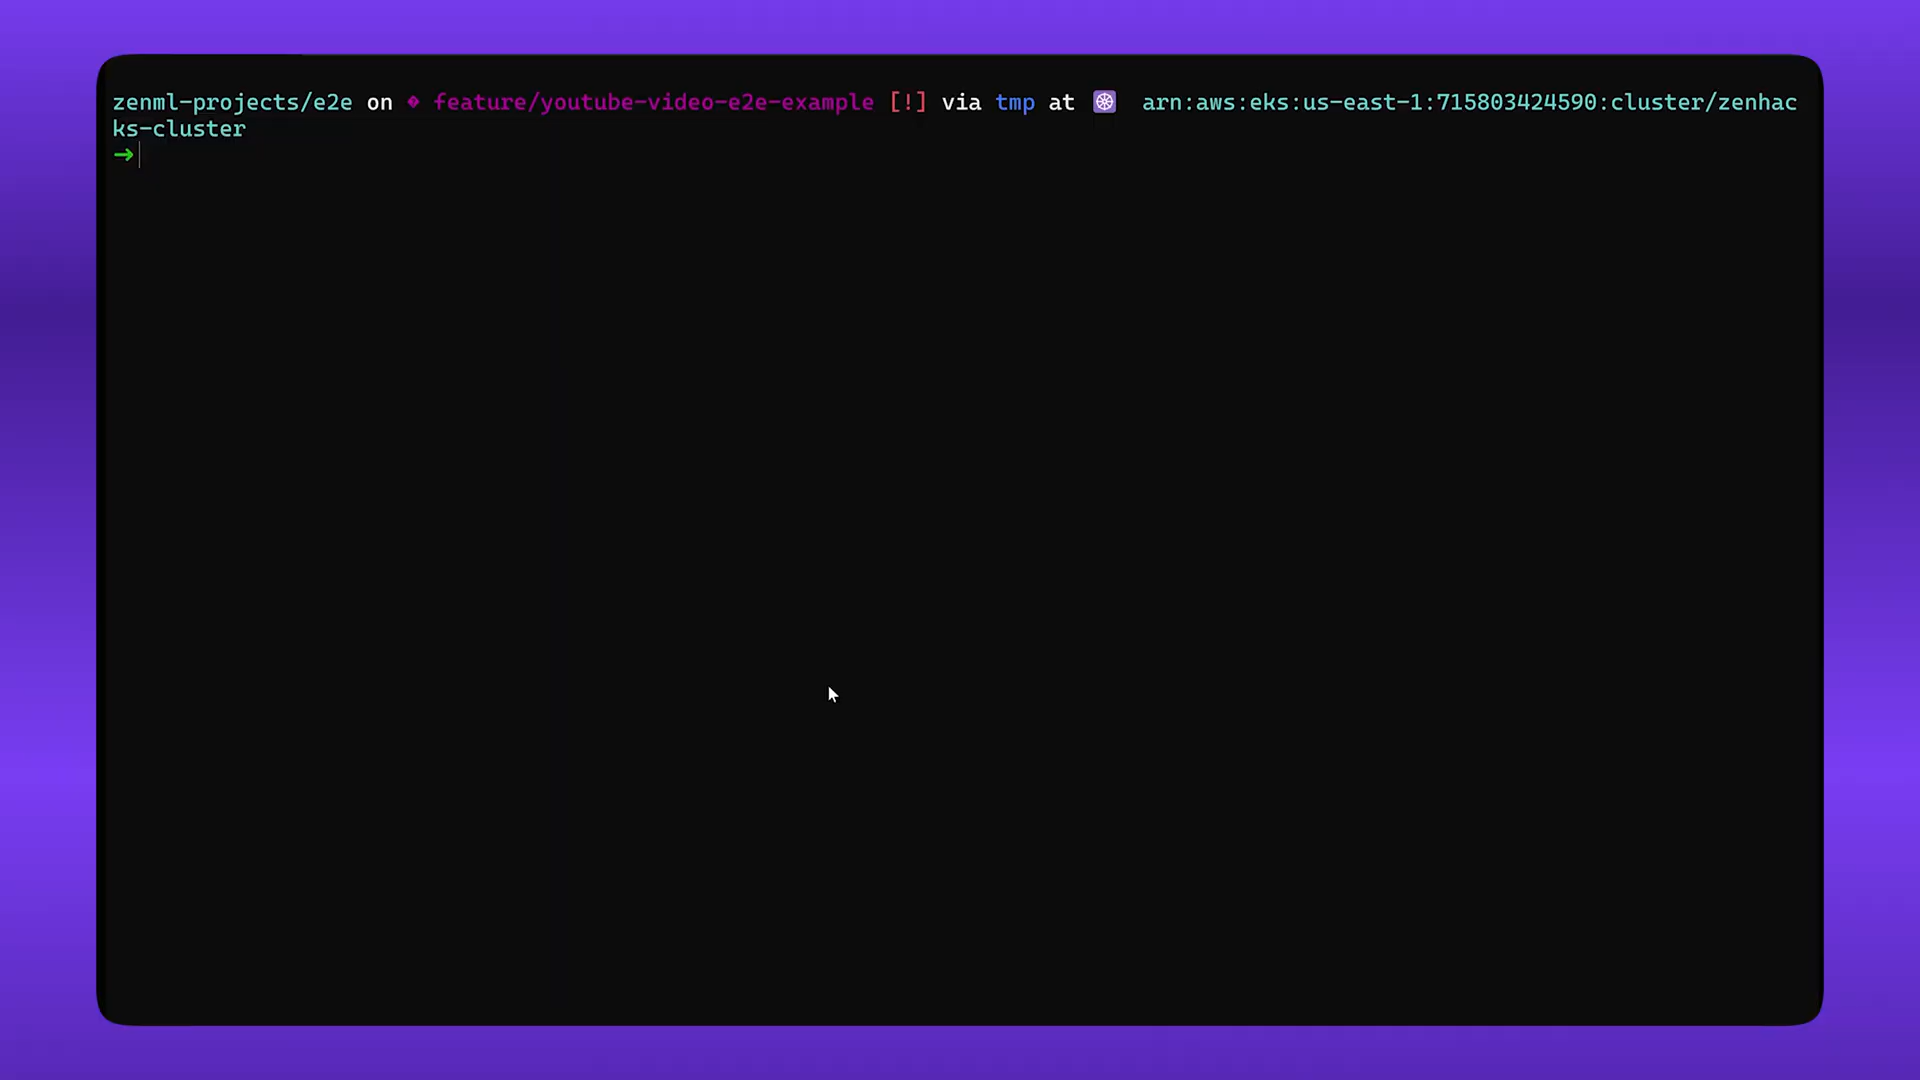 zenml-projects/e2e on feature/youtube-video-e2e-example [!] via tmp at arn:aws:eks:us-east-1:715803424590:cluster/zenhac
ks-cluster
→